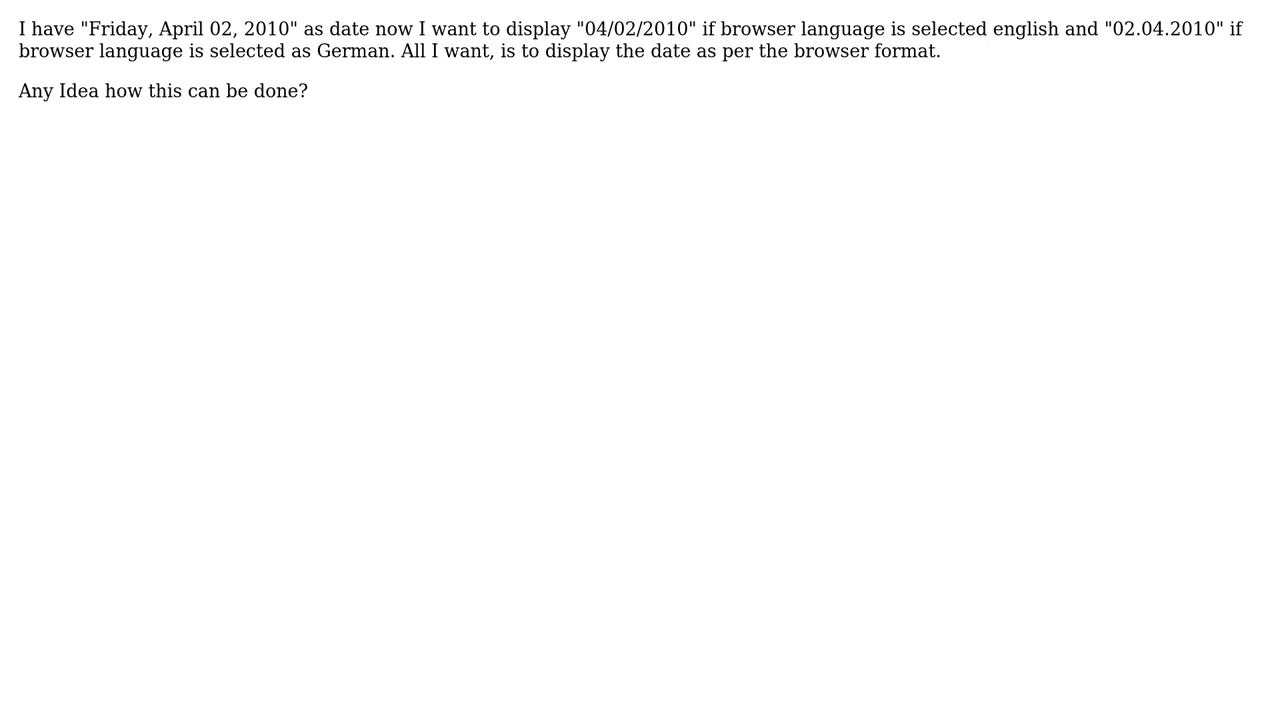 I have "Friday, April 02, 2010" as date now I want to display "04/02/2010" if browser language is selected english and "02.04.2010" if
browser language is selected as German. All I want, is to display the date as per the browser format.
Any Idea how this can be done?